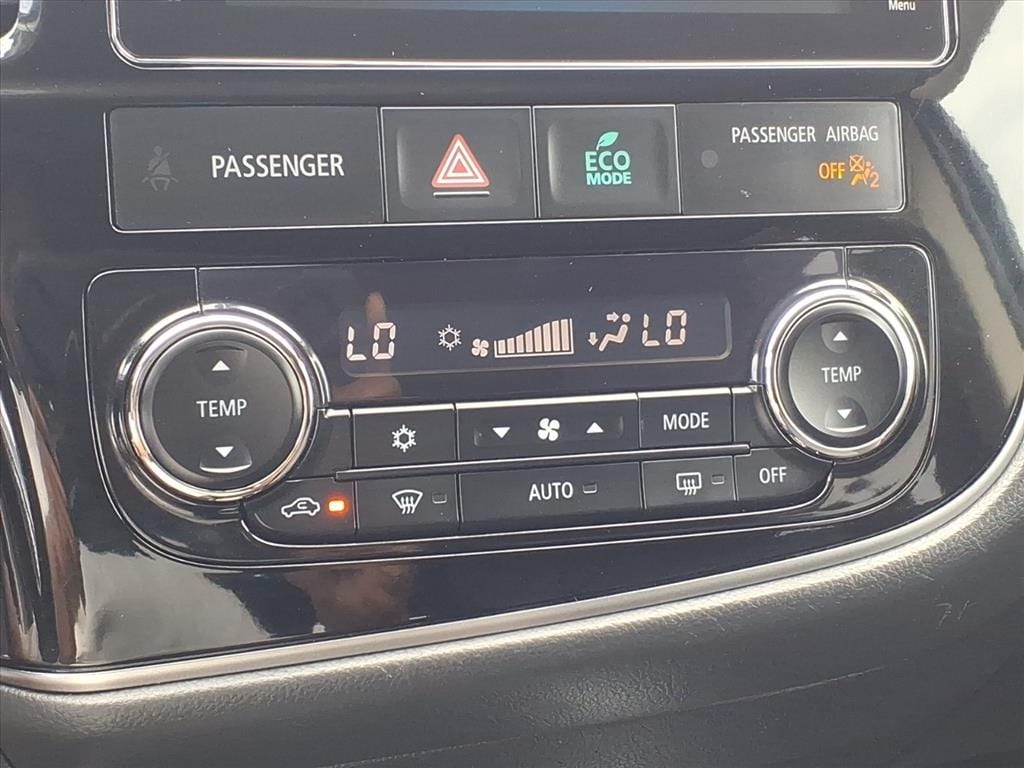 Menu
PASSENGER
ECO
MODE
PASSENGER AIRBAG
OFF 2
LO
LO
TEMP
TEMP
MODE
AUTO
OFF